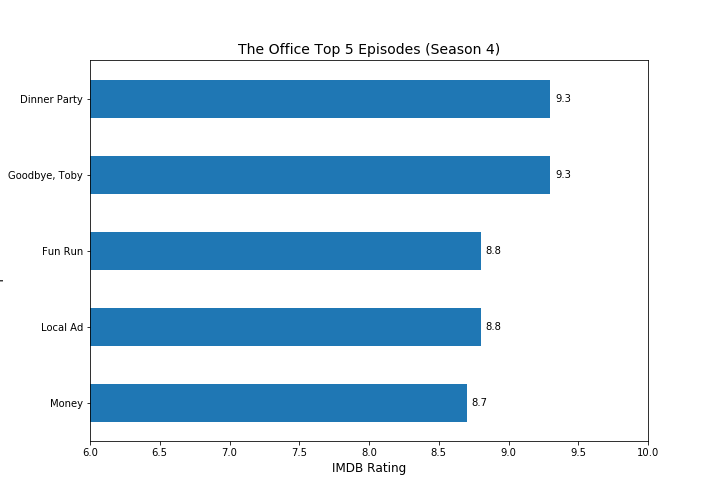 The Office Top 5 Episodes (Season 4)
Dinner Party 9.3
Goodbye, Toby 9.3
Fun Run 8.8
Local Ad 8.8
Money 8.7
6.0 6.5 7.0 7.5 8.0 8.5 9.0 9.5 10.0
IMDB Rating